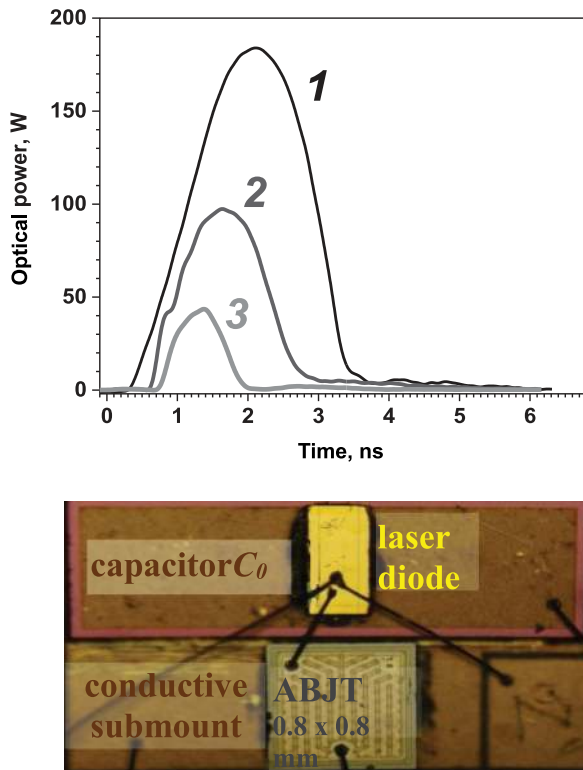 200
150
100
50
0
Optical power, W
1
2
3
0 1 2 3 4 5 6
Time, ns
capacitorC₀
laser
diode
conductive
submount
ABJT
0.8 x 0.8
mm